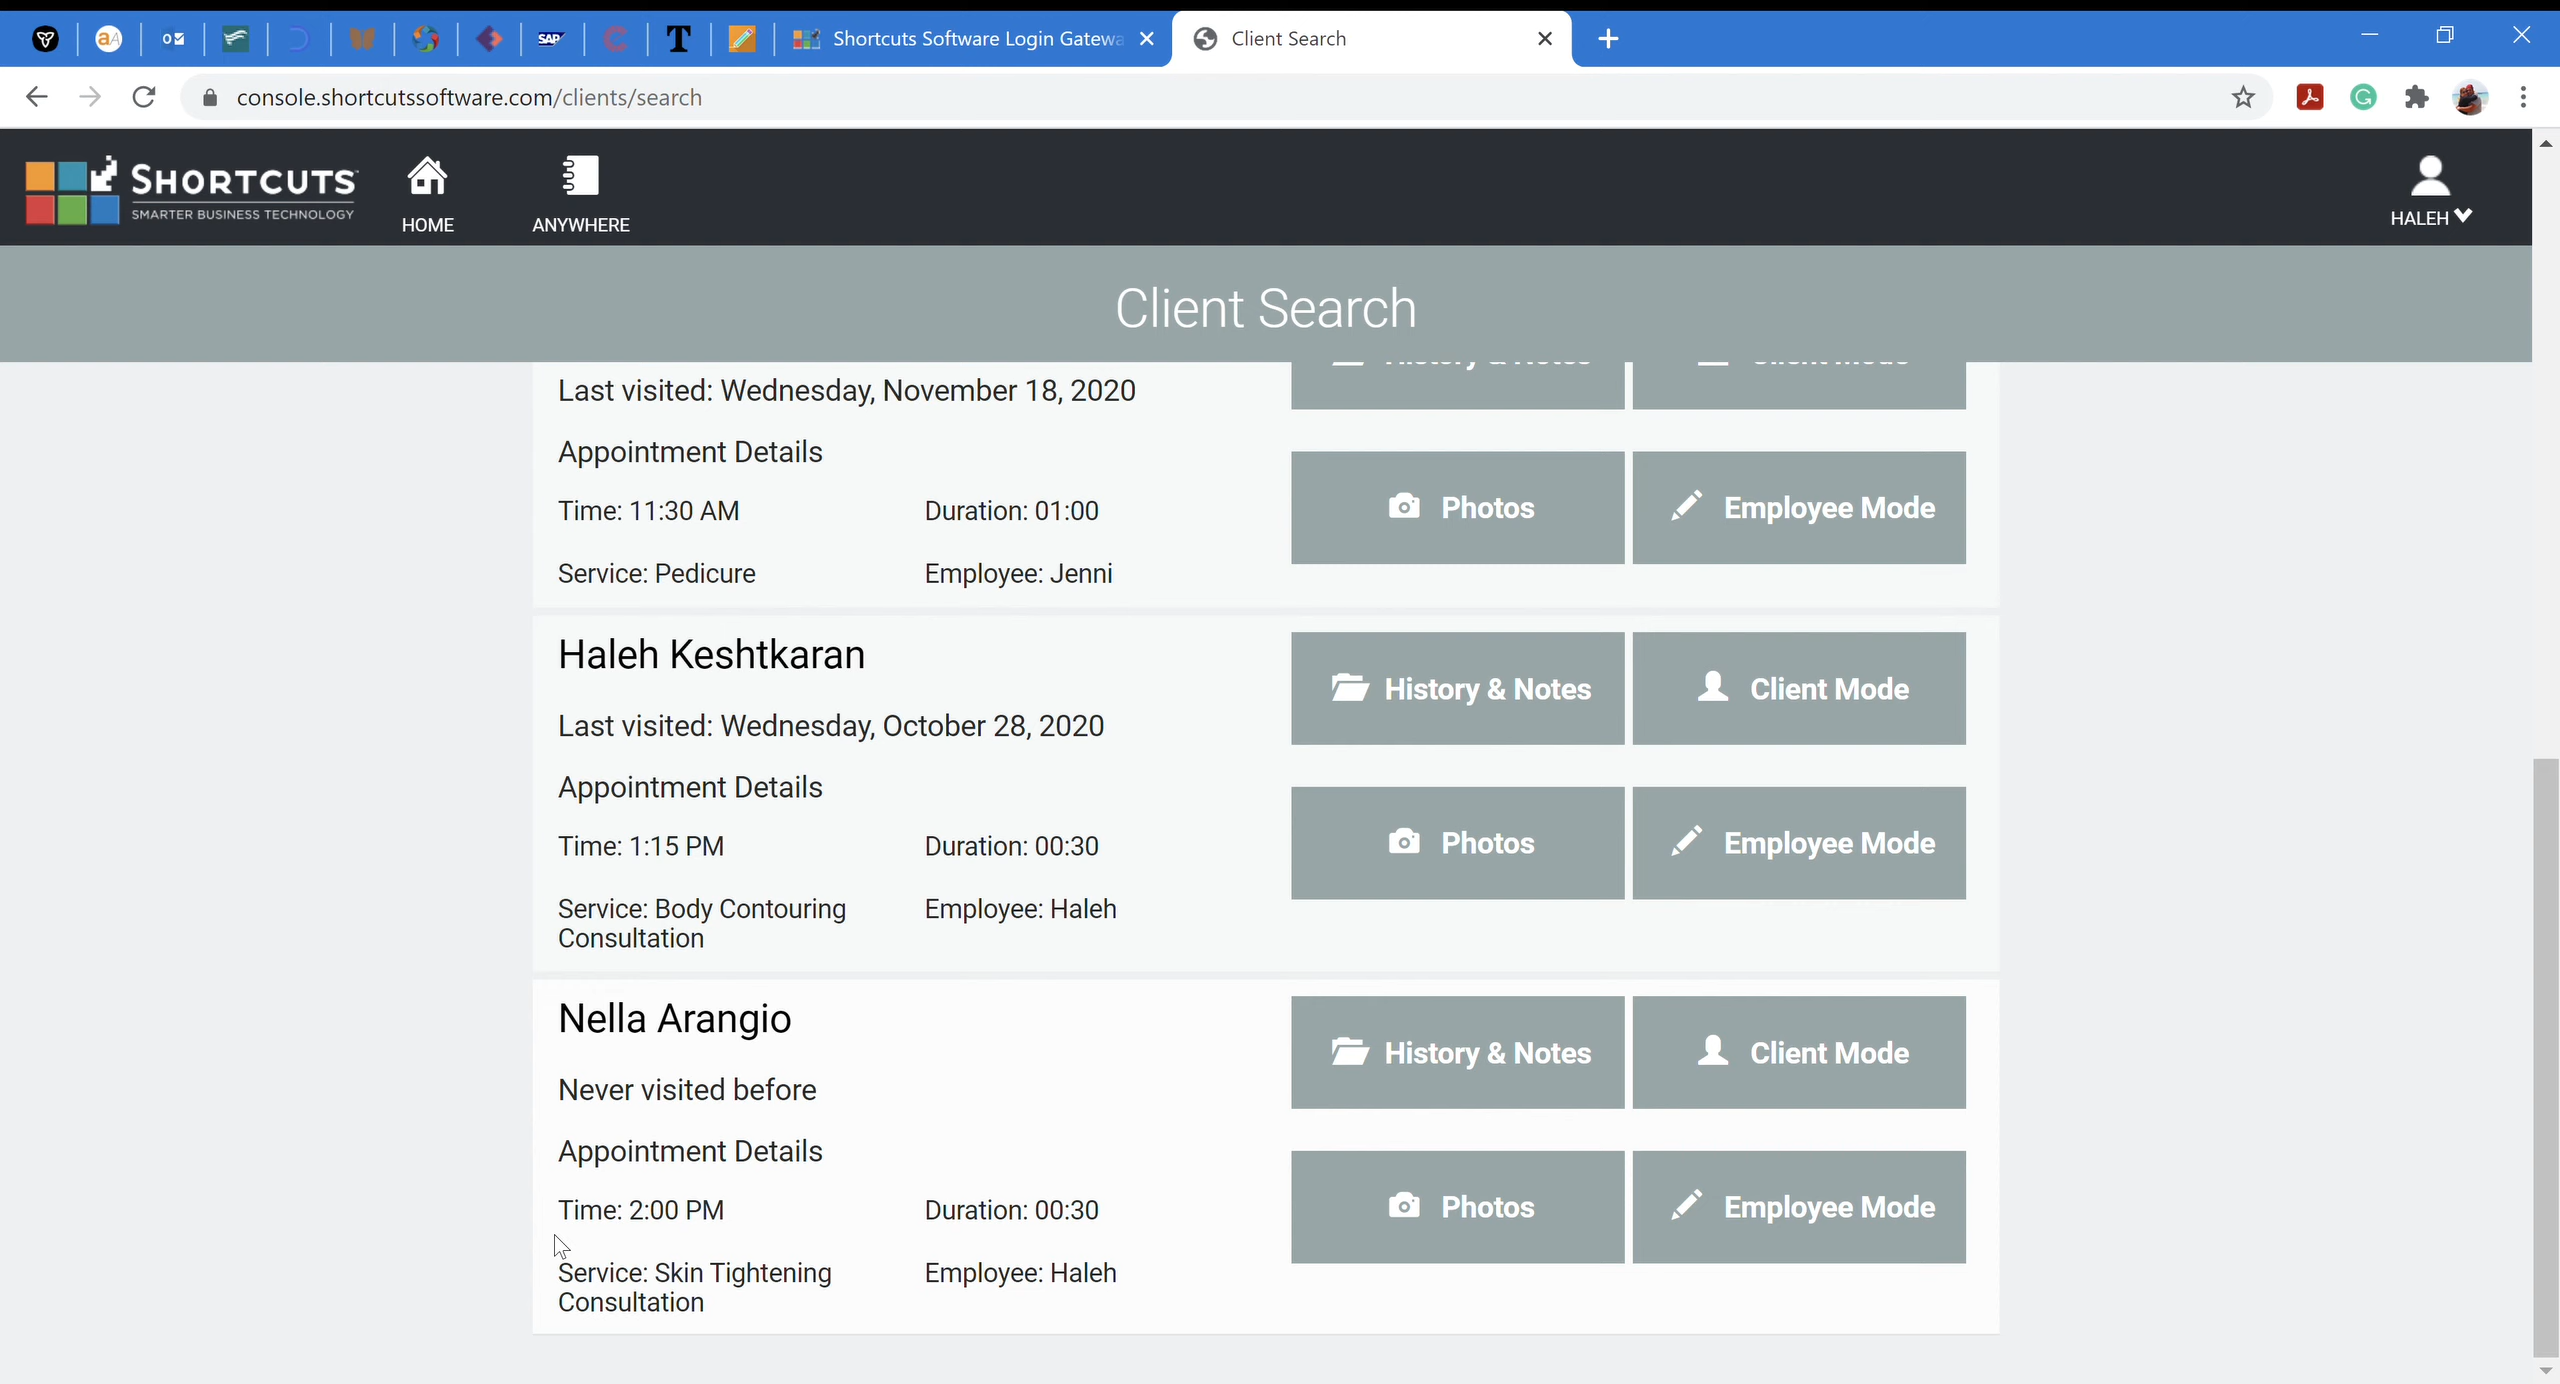 SAP
T
Shortcuts Software Login Gatewa
Client Search
console.shortcutssoftware.com/clients/search
SHORTCUTS
SMARTER BUSINESS TECHNOLOGY
HOME
ANYWHERE
HALEH
Client Search
History & Notes
Client Mode
Last visited: Wednesday, November 18, 2020
Appointment Details
Time: 11:30 AM
Duration: 01:00
Photos
Employee Mode
Service: Pedicure
Employee: Jenni
Haleh Keshtkaran
History & Notes
Client Mode
Last visited: Wednesday, October 28, 2020
Appointment Details
Time: 1:15 PM
Duration: 00:30
Photos
Employee Mode
Service: Body Contouring
Consultation
Employee: Haleh
Nella Arangio
History & Notes
Client Mode
Never visited before
Appointment Details
Time: 2:00 PM
Duration: 00:30
Photos
Employee Mode
Service: Skin Tightening
Consultation
Employee: Haleh